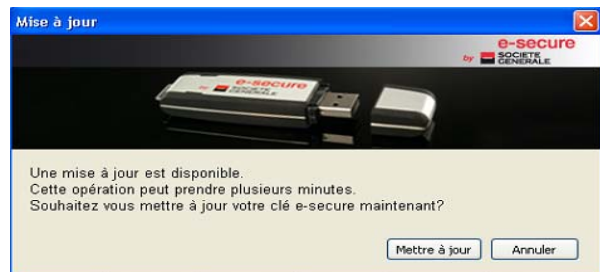 Mise à jour
e-secure
by SOCIETE GENERALE
e-secure
by SOCIETE GENERALE
Une mise à jour est disponible.
Cette opération peut prendre plusieurs minutes.
Souhaitez vous mettre à jour votre clé e-secure maintenant?
Mettre à jour Annuler